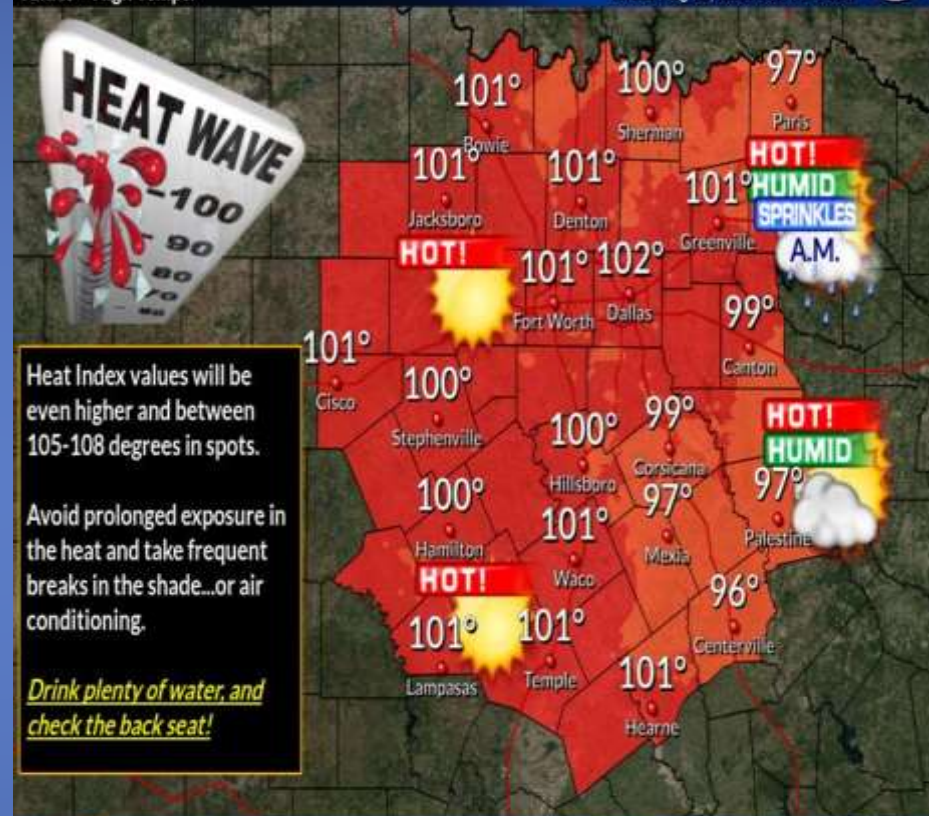 HEAT WAVE
-100
- 90
- 80
- 70
101°
Bowie
100°
Sherman
97°
Paris
HOT!
HUMID
SPRINKLES
A.M.
101°
Jacksboro
101°
Denton
101°
Greenville
HOT!
101°
Fort Worth
102°
Dallas
99°
Canton
101°
Cisco
100°
Stephenville
100°
Hillsboro
99°
Corsicana
HOT!
HUMID
97°
Palestine
100°
Hamilton
101°
Waco
97°
Mexia
HOT!
101°
Lampasas
101°
Temple
96°
Centerville
101°
Hearne
Heat Index values will be
even higher and between
105-108 degrees in spots.
Avoid prolonged exposure in
the heat and take frequent
breaks in the shade...or air
conditioning.
Drink plenty of water, and
check the back seat!